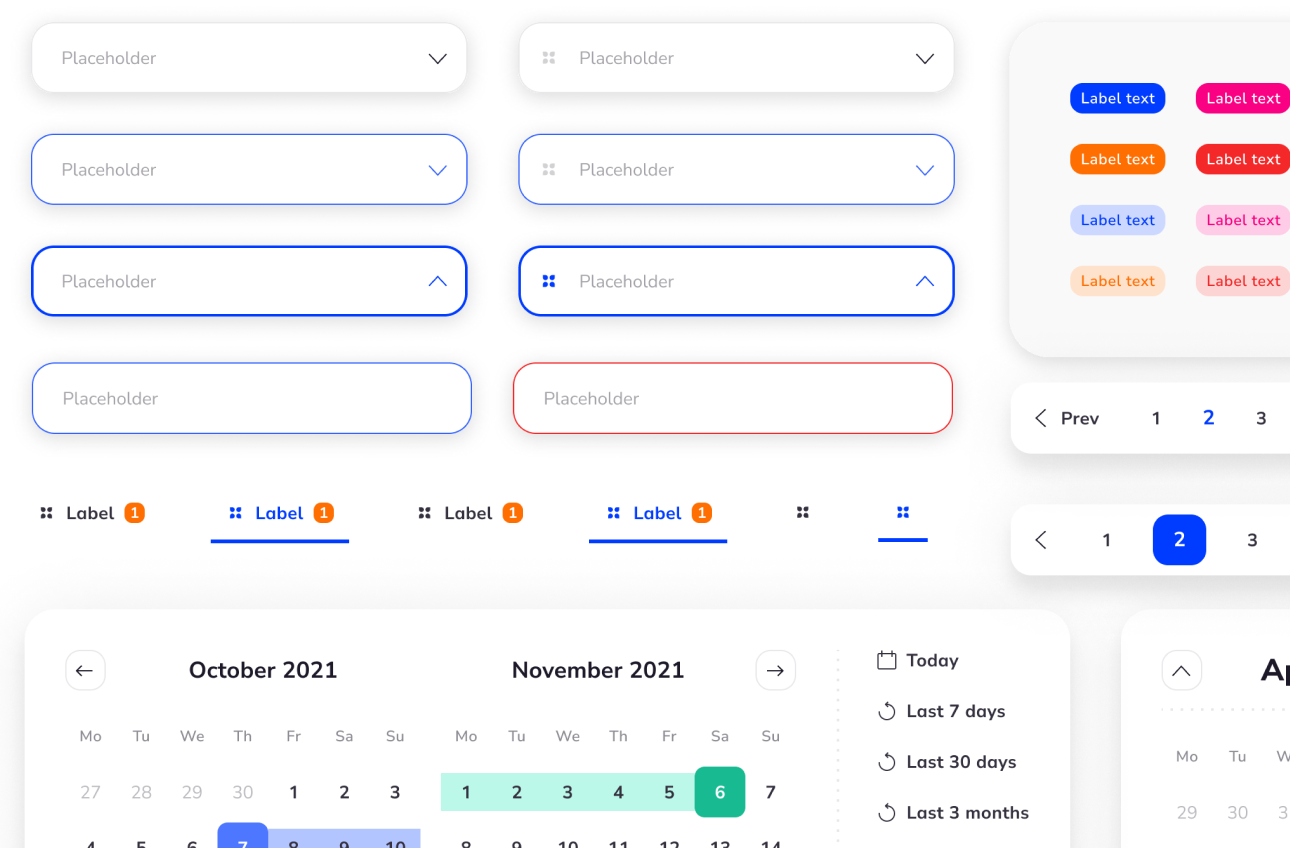 Placeholder Placeholder
Placeholder Placeholder
Placeholder Placeholder
Placeholder Placeholder
Label 1 Label 1 Label 1 Label 1
Label text Label text
Label text Label text
Label text Label text
Label text Label text
Prev 1 2 3
1 2 3
October 2021 November 2021
Mo Tu We Th Fr Sa Su Mo Tu We Th Fr Sa Su
27 28 29 30 1 2 3 1 2 3 4 5 6 7
4 5 6 7 8 9 10 8 9 10 11 12 13 14
Today
Last 7 days
Last 30 days
Last 3 months
Mo Tu
29 30